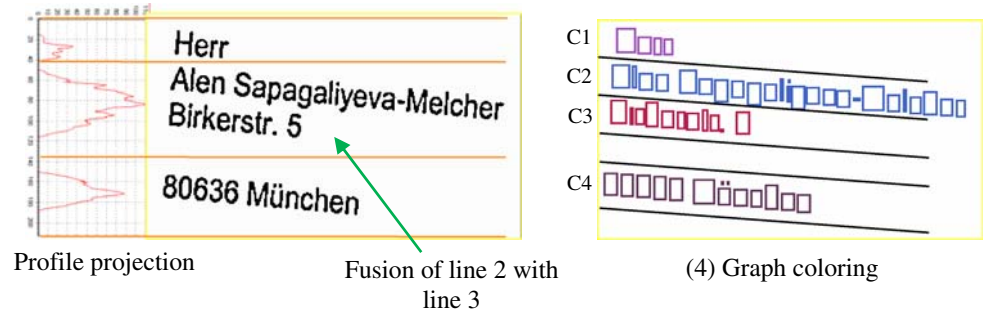 Herr
Alen Sapagaliyeva-Melcher
Birkerstr. 5
80636 München
Profile projection
Fusion of line 2 with
line 3
C1
C2
C3
C4
(4) Graph coloring